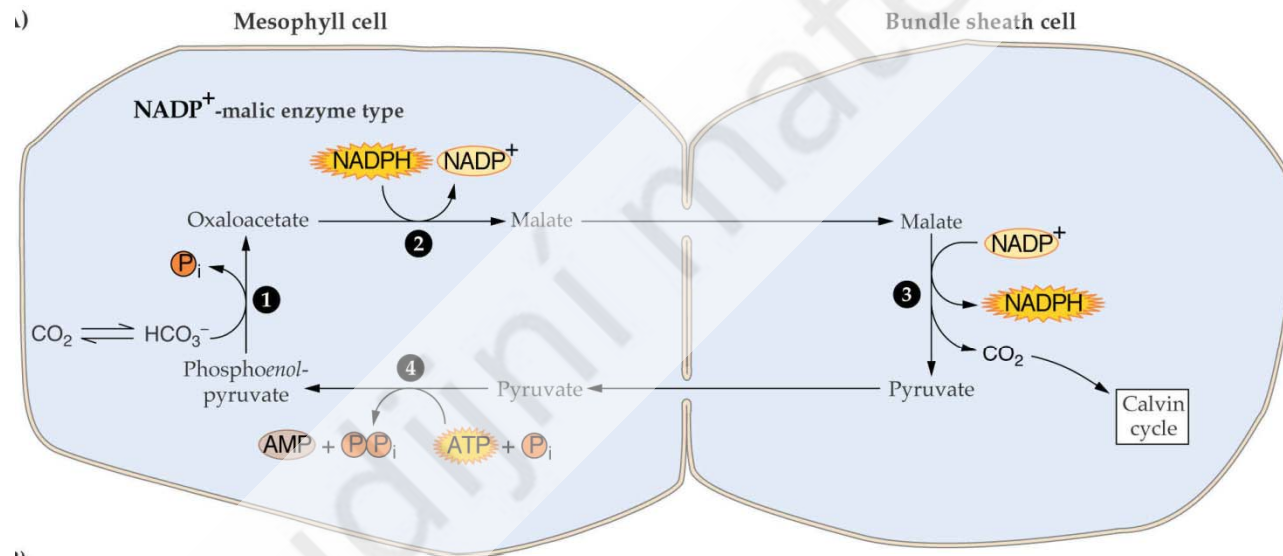 A)
Mesophyll cell
Bundle sheath cell
NADP⁺-malic enzyme type
NADPH
NADP⁺
Oxaloacetate
Malate
Malate
2
NADP⁺
Pi
1
3
NADPH
CO₂
HCO₃⁻
CO₂
Phosphoenol-
pyruvate
4
Pyruvate
Pyruvate
Calvin
cycle
AMP + PPi
ATP + Pi